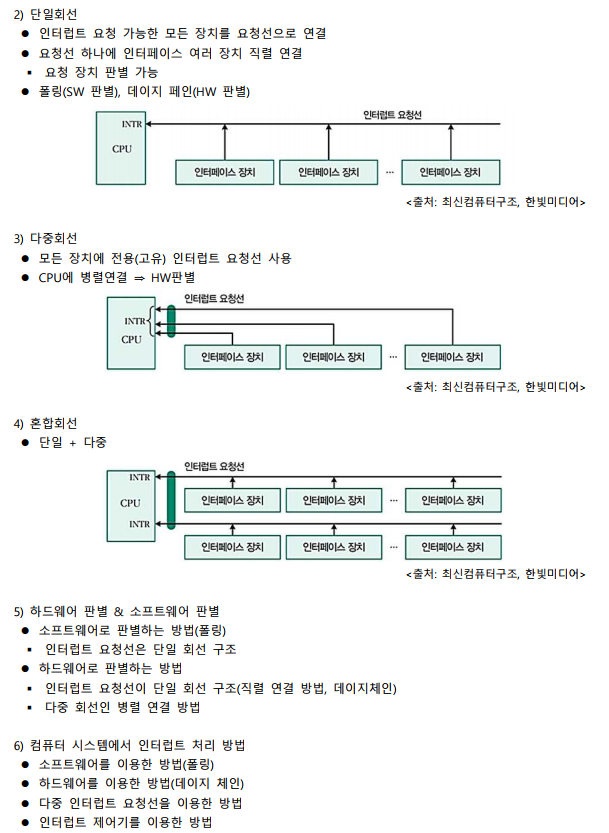 2) 단일회선
● 인터럽트 요청 가능한 모든 장치를 요청선으로 연결
● 요청선 하나에 인터페이스 여러 장치 직렬 연결
▪ 요청 장치 판별 가능
● 폴링(SW 판별), 데이지 페인(HW 판별)
인터럽트 요청선
INTR
CPU
인터페이스 장치 인터페이스 장치 ··· 인터페이스 장치
<출처: 최신컴퓨터구조, 한빛미디어>
3) 다중회선
● 모든 장치에 전용(고유) 인터럽트 요청선 사용
● CPU에 병렬연결 ⇒ HW판별
인터럽트 요청선
INTR
CPU
인터페이스 장치 인터페이스 장치 ··· 인터페이스 장치
<출처: 최신컴퓨터구조, 한빛미디어>
4) 혼합회선
● 단일 + 다중
인터럽트 요청선
INTR
CPU
인터페이스 장치 인터페이스 장치 ··· 인터페이스 장치
INTR
인터페이스 장치 인터페이스 장치 ··· 인터페이스 장치
<출처: 최신컴퓨터구조, 한빛미디어>
5) 하드웨어 판별 & 소프트웨어 판별
● 소프트웨어로 판별하는 방법(폴링)
▪ 인터럽트 요청선은 단일 회선 구조
● 하드웨어로 판별하는 방법
▪ 인터럽트 요청선이 단일 회선 구조(직렬 연결 방법, 데이지체인)
▪ 다중 회선인 병렬 연결 방법
6) 컴퓨터 시스템에서 인터럽트 처리 방법
● 소프트웨어를 이용한 방법(폴링)
● 하드웨어를 이용한 방법(데이지 체인)
● 다중 인터럽트 요청선을 이용한 방법
● 인터럽트 제어기를 이용한 방법